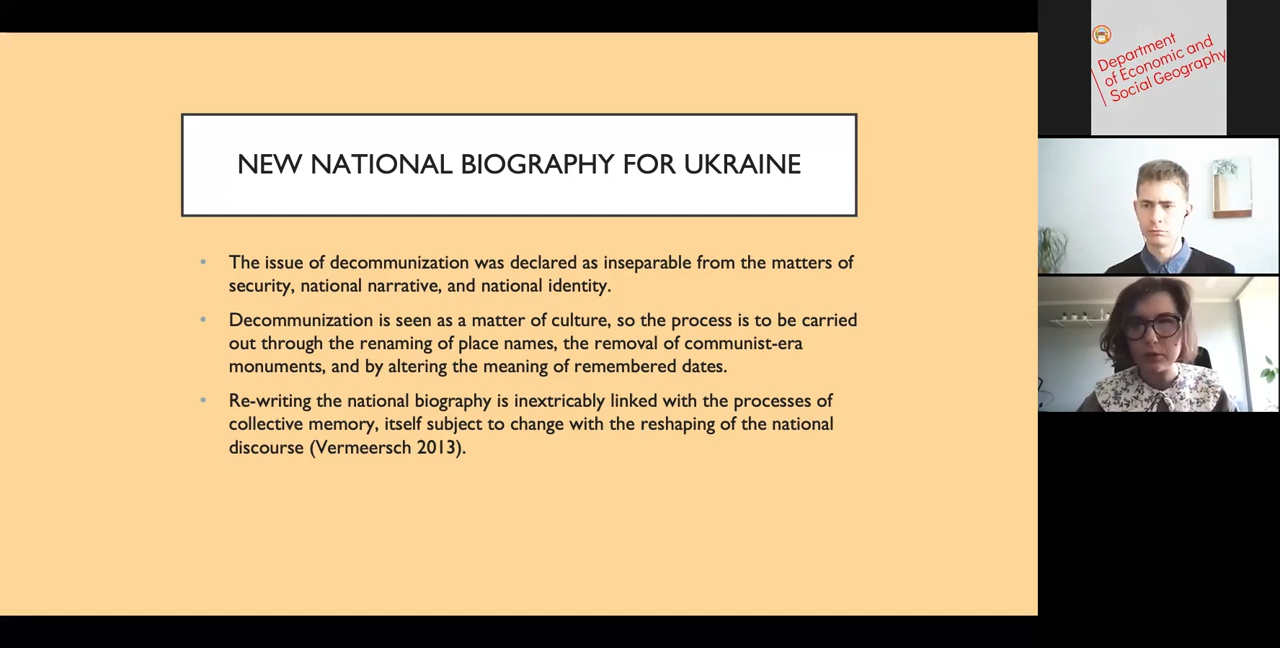 NEW NATIONAL BIOGRAPHY FOR UKRAINE
• The issue of decommunization was declared as inseparable from the matters of
security, national narrative, and national identity.
• Decommunization is seen as a matter of culture, so the process is to be carried
out through the renaming of place names, the removal of communist-era
monuments, and by altering the meaning of remembered dates.
• Re-writing the national biography is inextricably linked with the processes of
collective memory, itself subject to change with the reshaping of the national
discourse (Vermeersch 2013).
Department
of Economic and
Social Geography